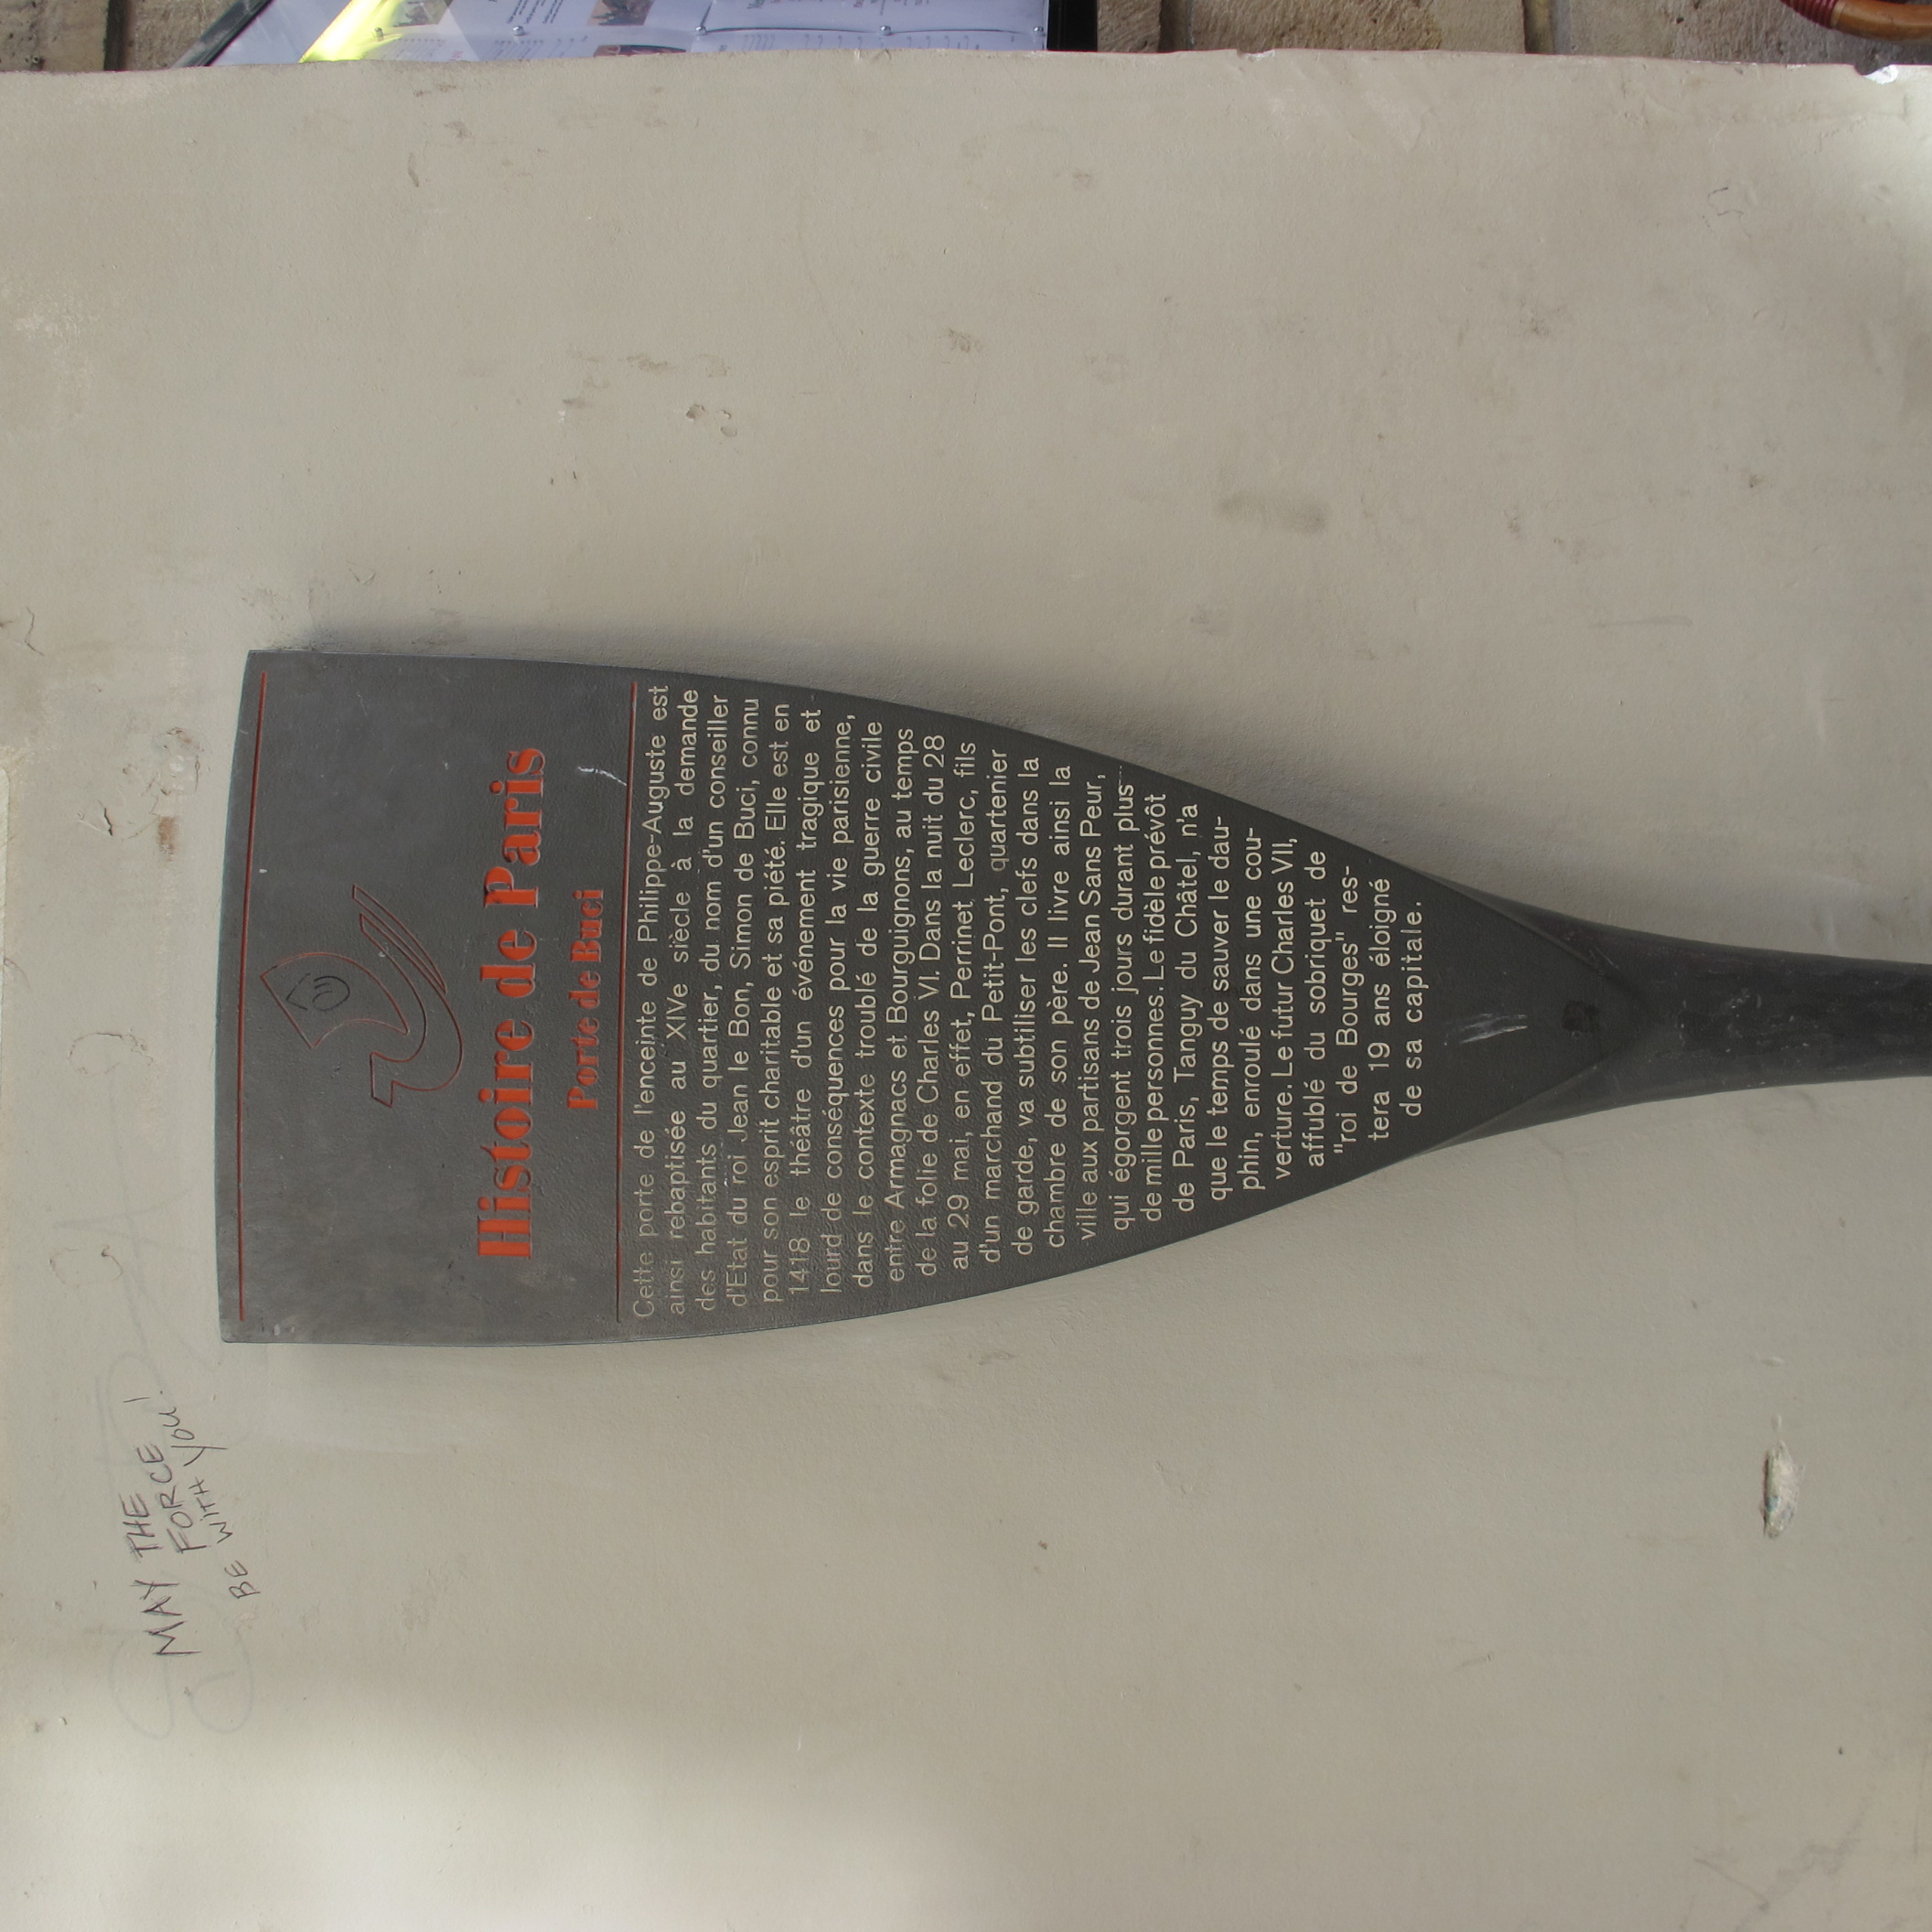 Histoire de Paris
Porte de Buci
Cette porte de l'enceinte de Philippe-Auguste est
ainsi rebaptisée au XIVe siècle à la demande
des habitants du quartier, du nom d'un conseiller
d'Etat du roi Jean le Bon, Simon de Buci, connu
pour son esprit charitable et sa piété. Elle est en
1418 le théâtre d'un événement tragique et
lourd de conséquences pour la vie parisienne,
dans le contexte troublé de la guerre civile
entre Armagnacs et Bourguignons, au temps
de la folie de Charles VI. Dans la nuit du 28
au 29 mai, en effet, Perrinet Leclerc, fils
d'un marchand du Petit-Pont, quartenier
de garde, va subtiliser les clefs dans la
chambre de son père. Il livre ainsi la
ville aux partisans de Jean Sans Peur,
qui égorgent trois jours durant plus
de mille personnes. Le fidèle prévôt
de Paris, Tanguy du Châtel, n'a
que le temps de sauver le dau-
phin, enroulé dans une cou-
verture. Le futur Charles VII,
affublé du sobriquet de
"roi de Bourges" res-
tera 19 ans éloigné
de sa capitale.
MAY THE
FORCE
BE WITH YOU!